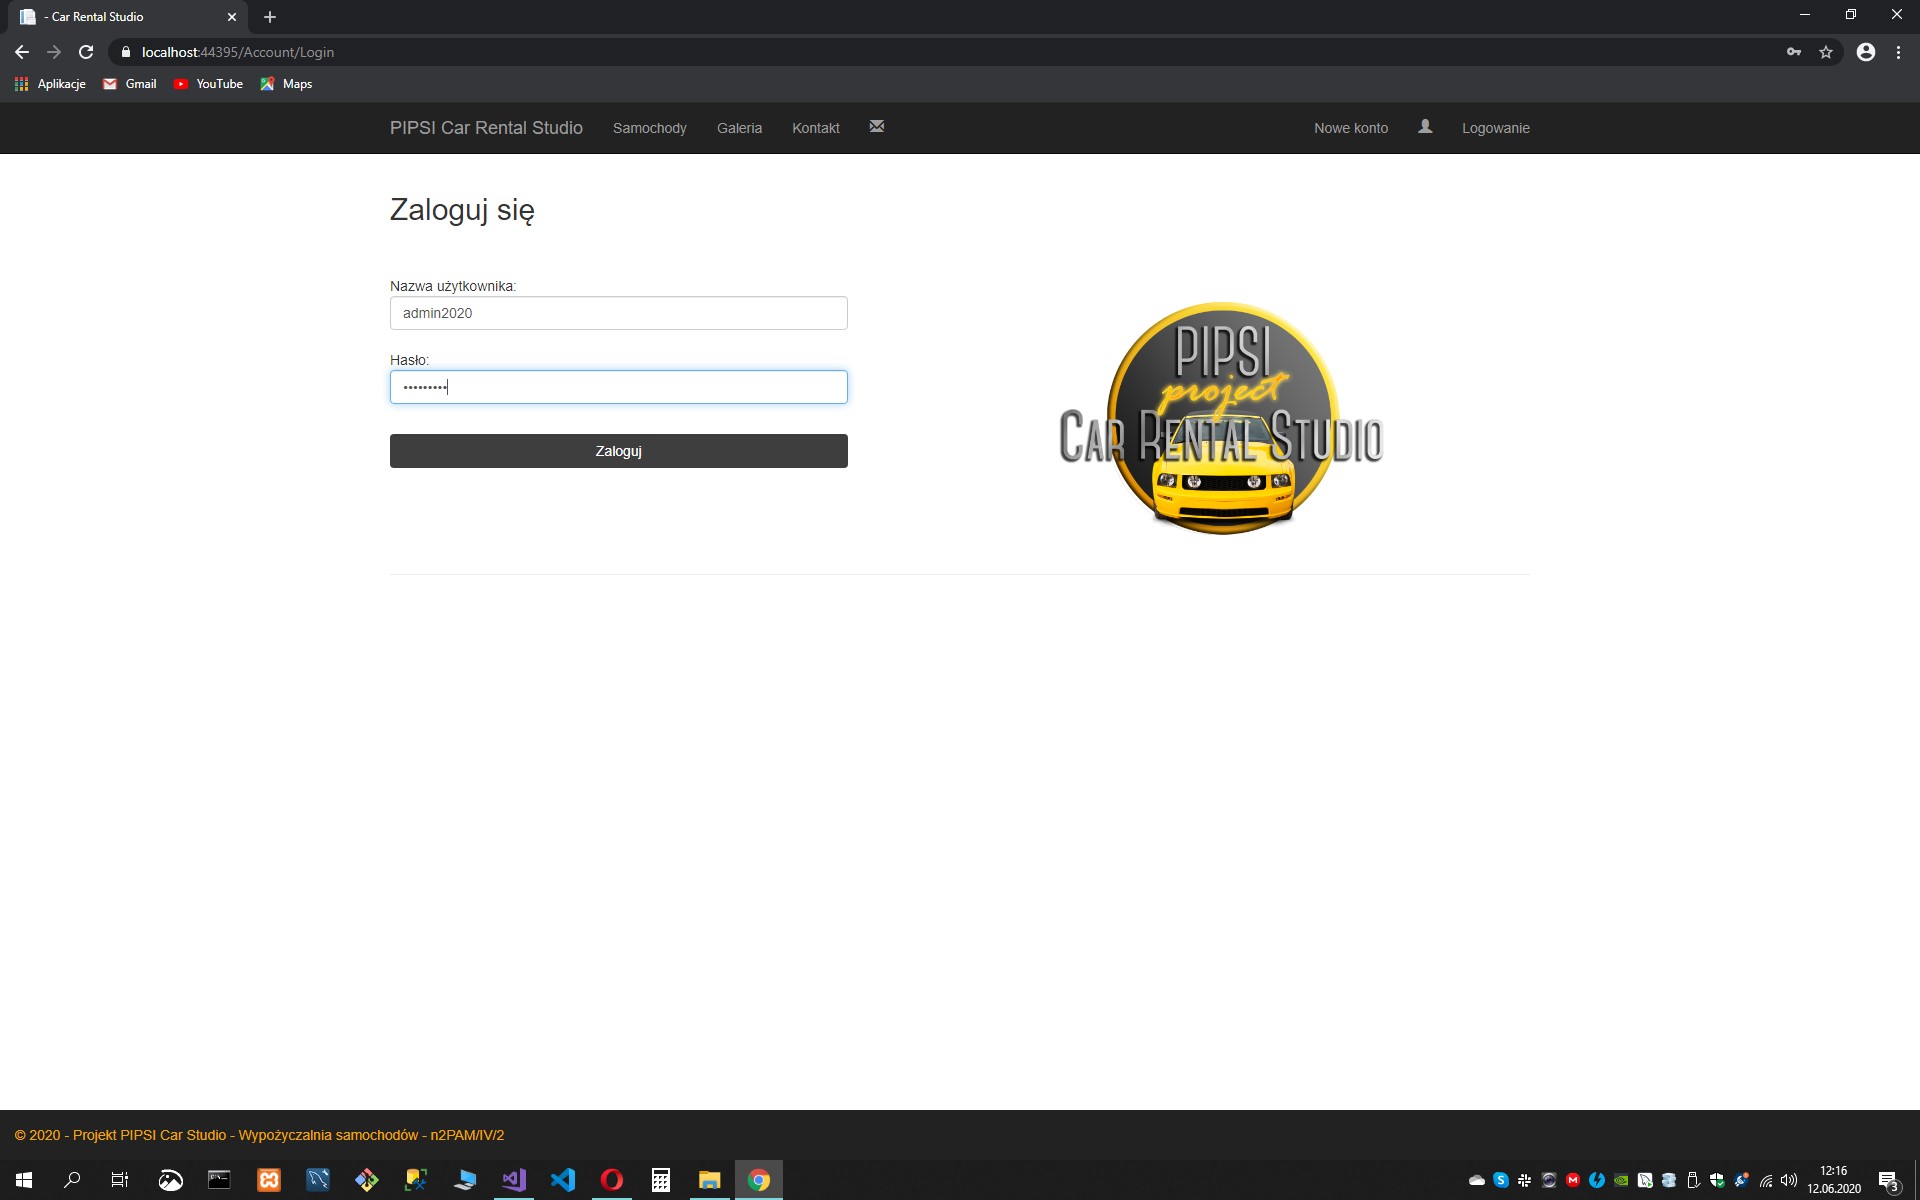 - Car Rental Studio
localhost:44395/Account/Login
Aplikacje Gmail YouTube Maps
PIPSI Car Rental Studio Samochody Galeria Kontakt Nowe konto Logowanie
Zaloguj się
Nazwa użytkownika:
admin2020
Hasło:
•••••••••
Zaloguj
PIPSI
project
CAR RENTAL STUDIO
© 2020 - Projekt PIPSI Car Studio - Wypożyczalnia samochodów - n2PAM/IV/2
12:16
12.06.2020
3